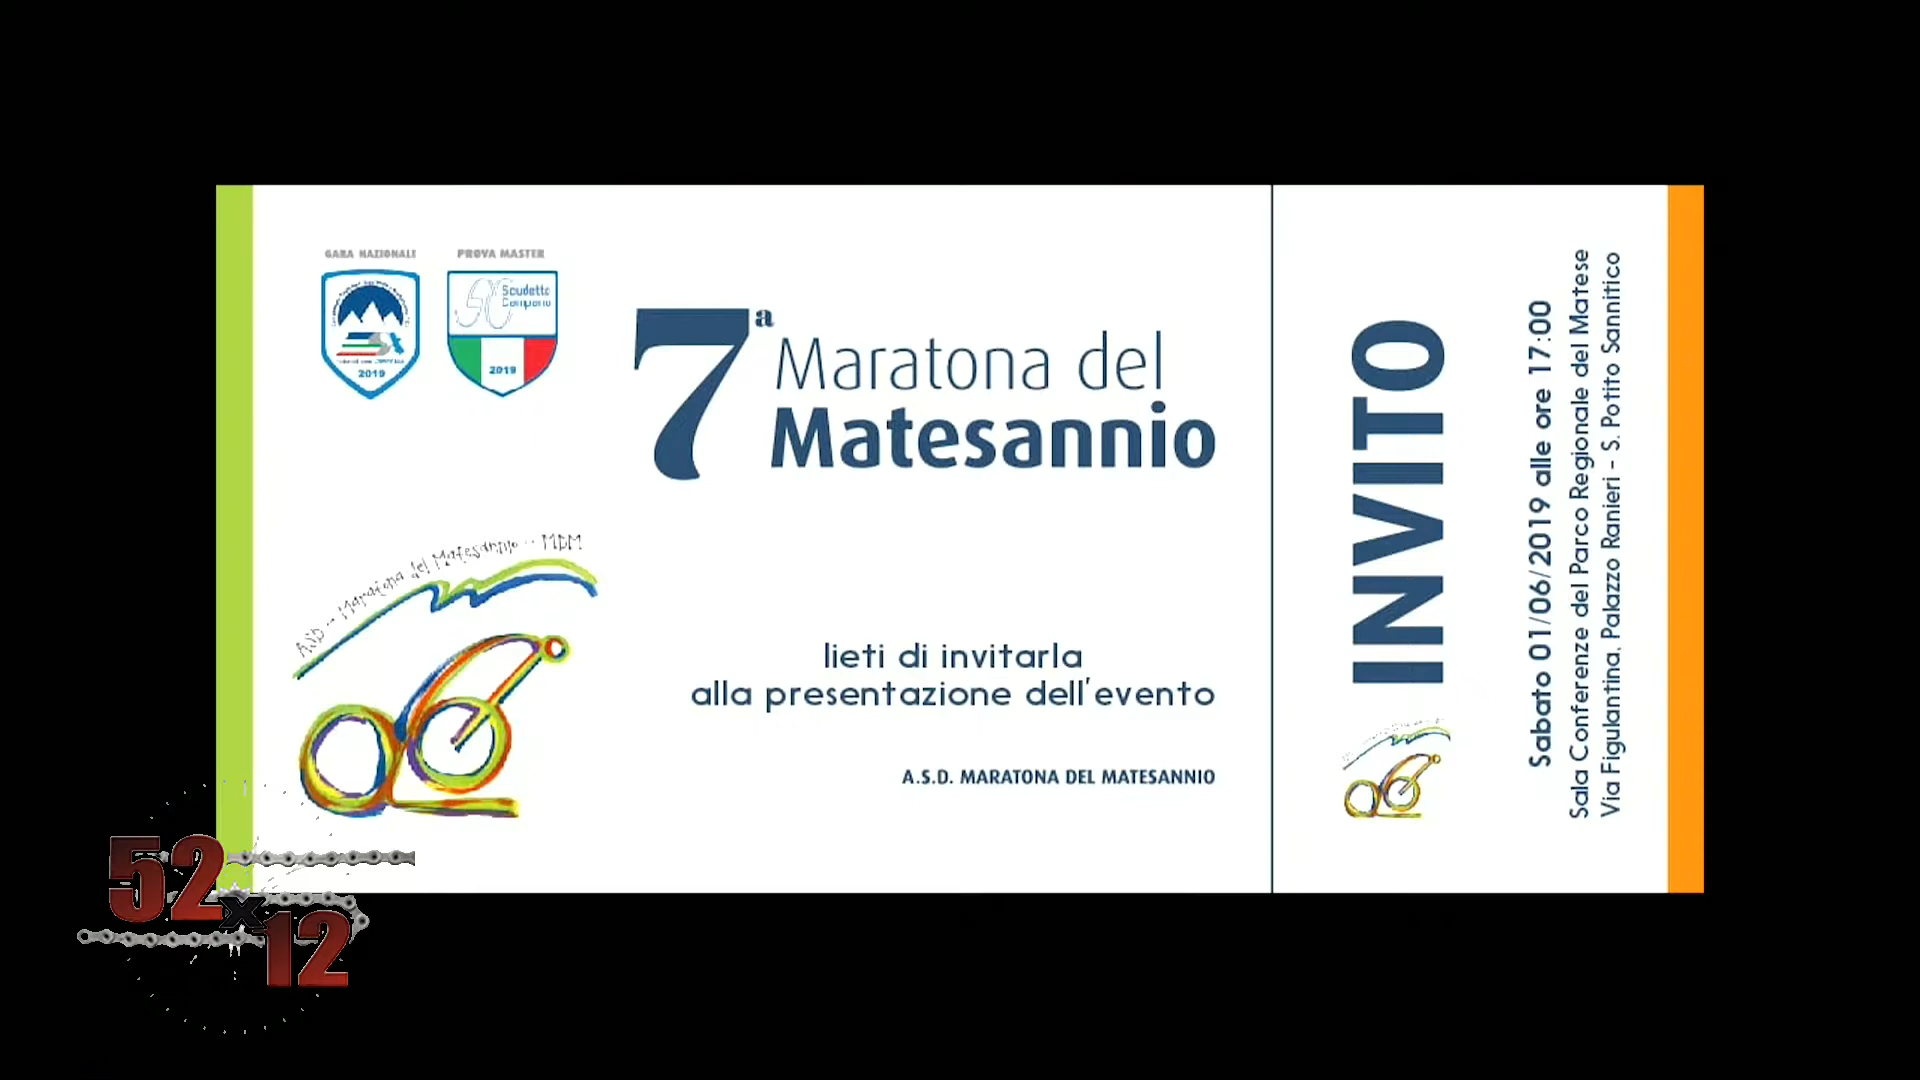 GARA NAZIONALE
PROVA MASTER
2019
Scudetto
Campano
2019
7ª Maratona del
Matesannio
A.S.D. -- Maratona del Matesannio -- MDM
lieti di invitarla
alla presentazione dell'evento
A.S.D. MARATONA DEL MATESANNIO
INVITO
Sabato 01/06/2019 alle ore 17:00
Sala Conferenze del Parco Regionale del Matese
Via Figulantina, Palazzo Ranieri - S. Potito Sannitico
52x12